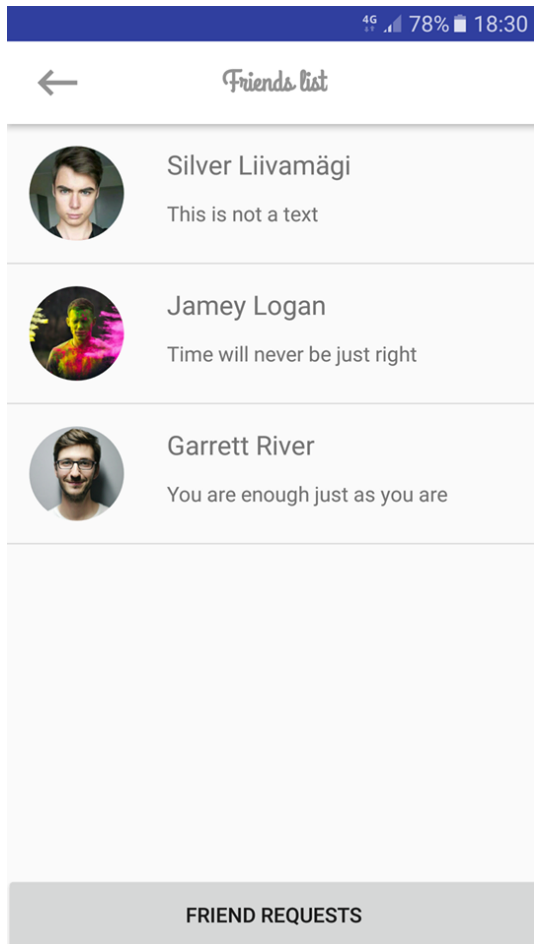 4G 78% 18:30
Friends list
Silver Liivamägi
This is not a text
Jamey Logan
Time will never be just right
Garrett River
You are enough just as you are
FRIEND REQUESTS